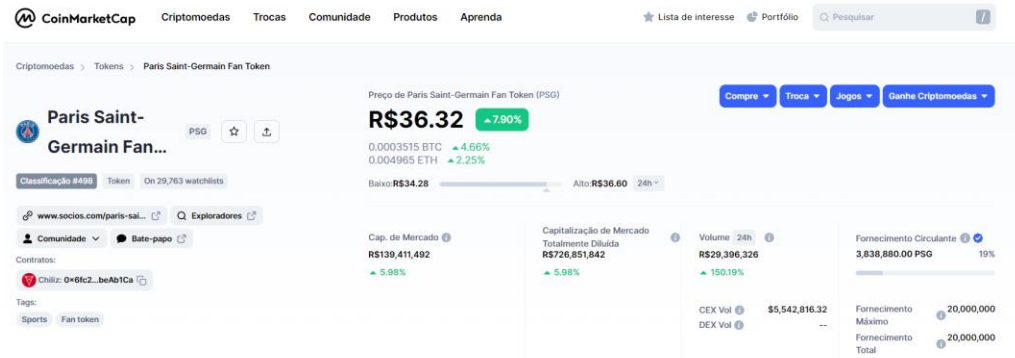 CoinMarketCap Criptomoedas Trocas Comunidade Produtos Aprenda Lista de interesse Portfólio Pesquisar /
Criptomoedas > Tokens > Paris Saint-Germain Fan Token
Paris Saint-
Germain Fan...
PSG
Classificação #498 Token On 29,763 watchlists
www.socios.com/paris-sai... Exploradores
Comunidade Bate-papo
Contratos:
Chiliz: 0x6fc2...beAb1Ca
Tags:
Sports Fan token
Preço de Paris Saint-Germain Fan Token (PSG)
R$36.32 7.90%
0.0003515 BTC 4.66%
0.004965 ETH 2.25%
Baixo:R$34.28 Alto:R$36.60 24h
Compre Troca Jogos Ganhe Criptomoedas
Cap. de Mercado
R$139,411,492
5.98%
Capitalização de Mercado
Totalmente Diluída
R$726,851,842
5.98%
Volume 24h
R$29,396,326
150.19%
CEX Vol $5,542,816.32
DEX Vol --
Fornecimento Circulante
3,838,880.00 PSG 19%
Fornecimento
Máximo
20,000,000
Fornecimento
Total
20,000,000